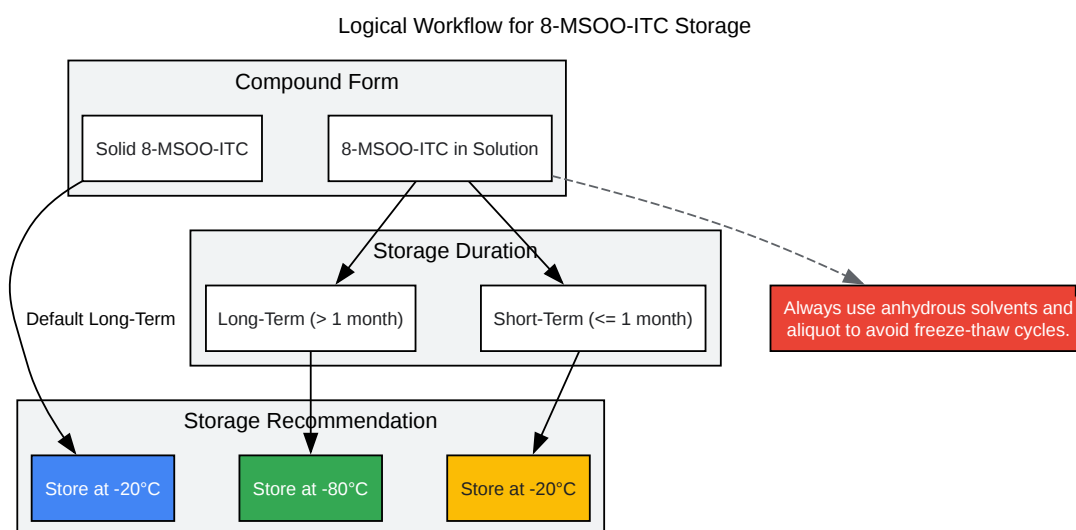 Logical Workflow for 8-MSOO-ITC Storage
Compound Form
Solid 8-MSOO-ITC
8-MSOO-ITC in Solution
Storage Duration
Default Long-Term
Long-Term (> 1 month)
Short-Term (<= 1 month)
Always use anhydrous solvents and
aliquot to avoid freeze-thaw cycles.
Storage Recommendation
Store at -20°C
Store at -80°C
Store at -20°C